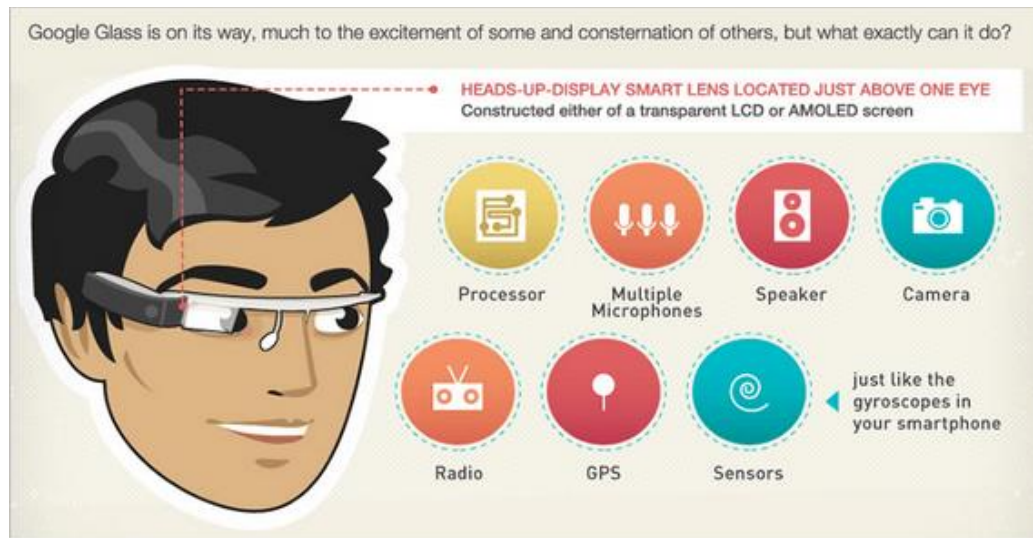 Google Glass is on its way, much to the excitement of some and consternation of others, but what exactly can it do?
HEADS-UP-DISPLAY SMART LENS LOCATED JUST ABOVE ONE EYE
Constructed either of a transparent LCD or AMOLED screen
Processor
Multiple
Microphones
Speaker
Camera
Radio
GPS
Sensors
just like the
gyroscopes in
your smartphone